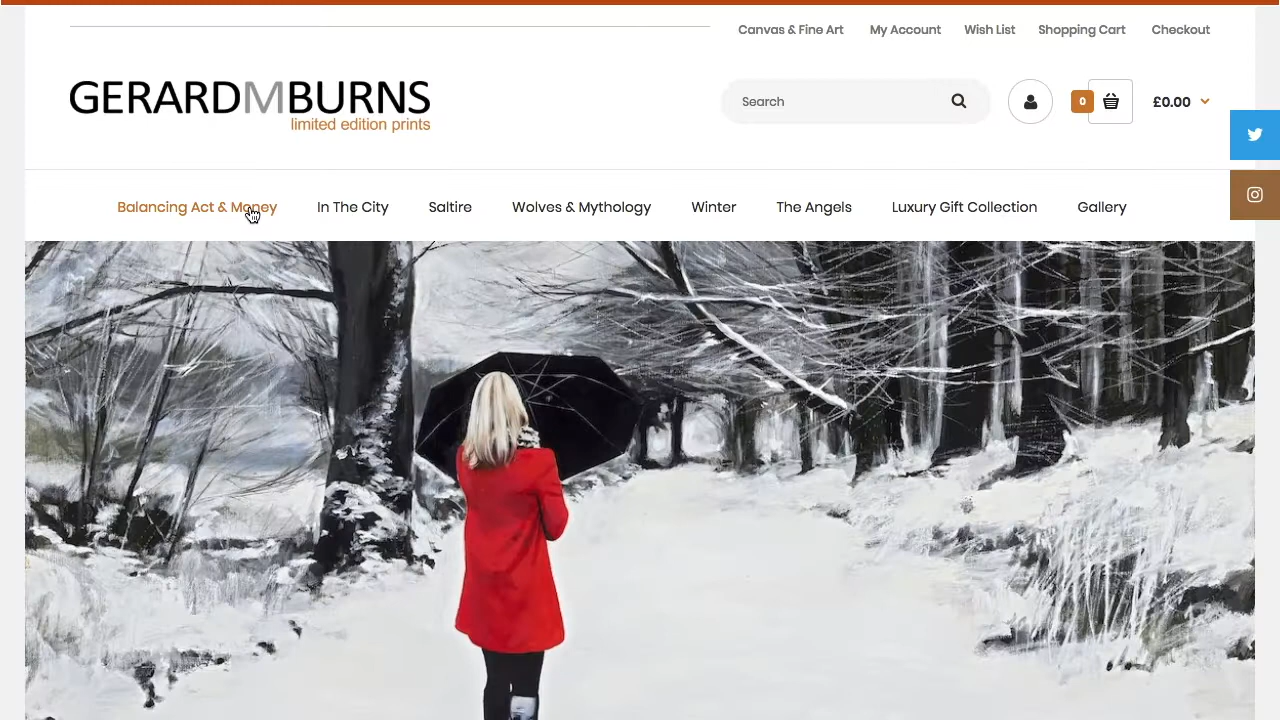 Canvas & Fine Art My Account Wish List Shopping Cart Checkout
GERARDMBURNS
limited edition prints
Search
0
£0.00
Balancing Act & Money In The City Saltire Wolves & Mythology Winter The Angels Luxury Gift Collection Gallery